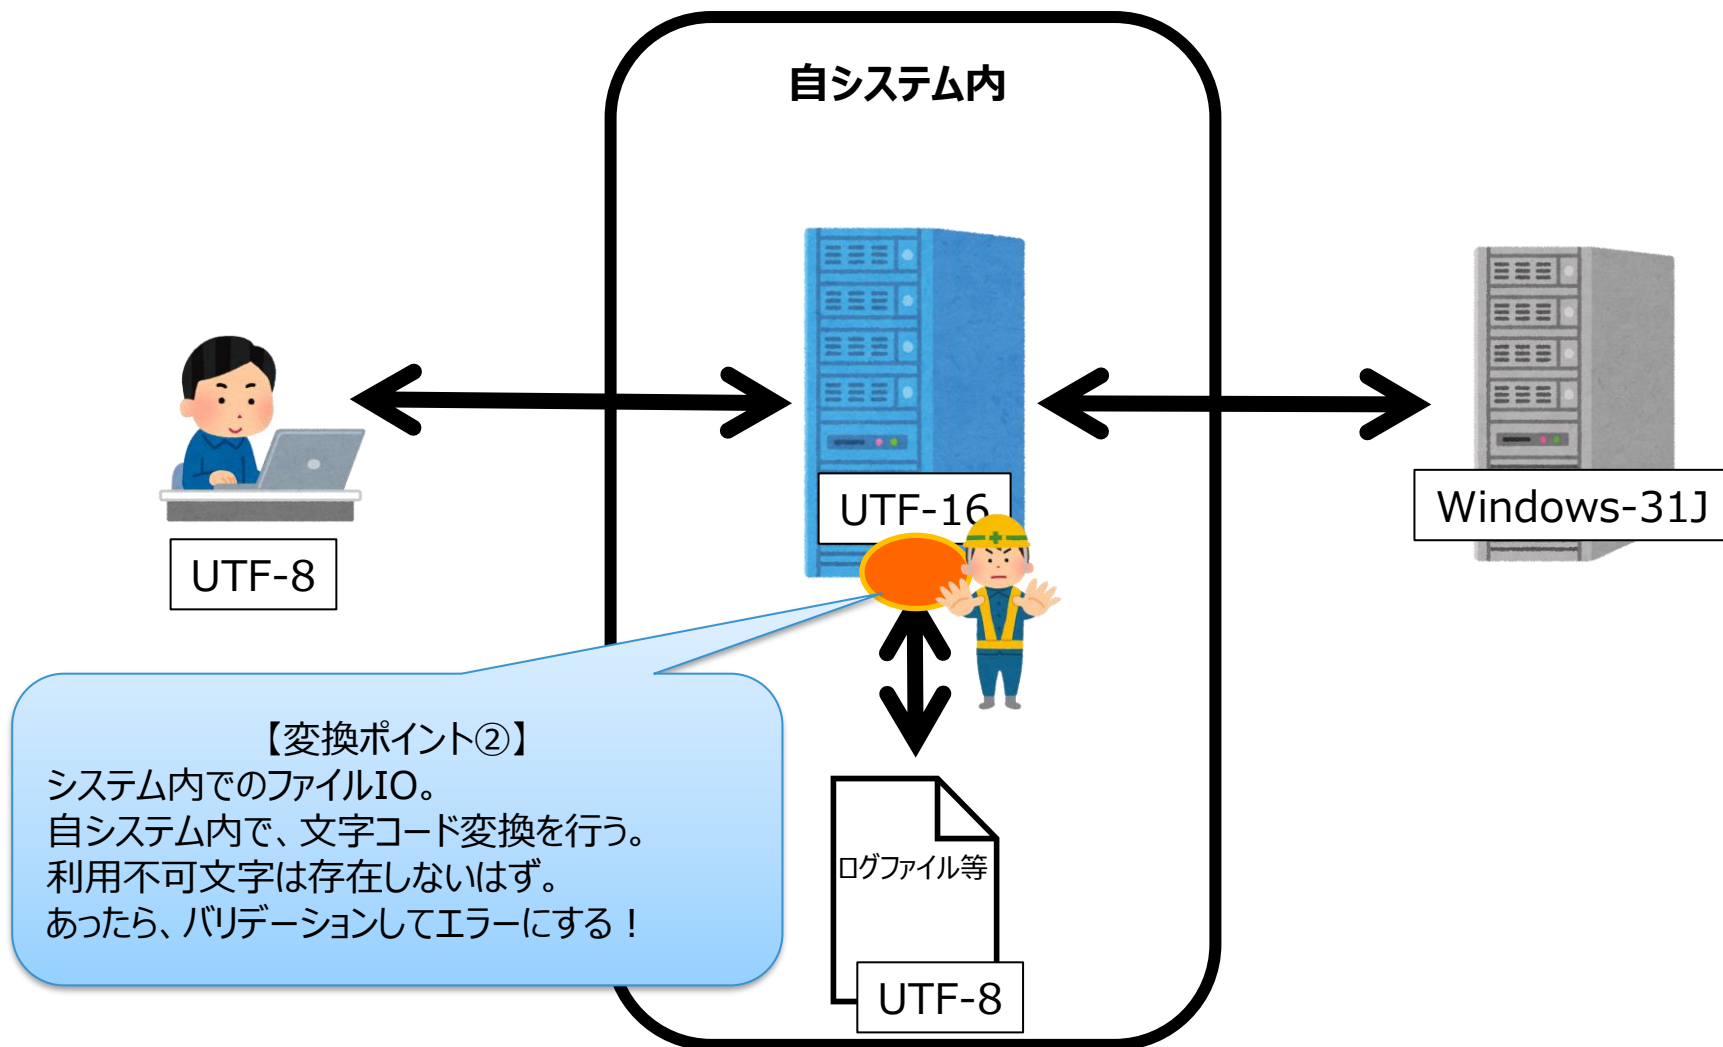 自システム内
UTF-16
Windows-31J
UTF-8
【変換ポイント②】
システム内でのファイルIO。
自システム内で、文字コード変換を行う。
利用不可文字は存在しないはず。
あったら、バリデーションしてエラーにする！
ログファイル等
UTF-8